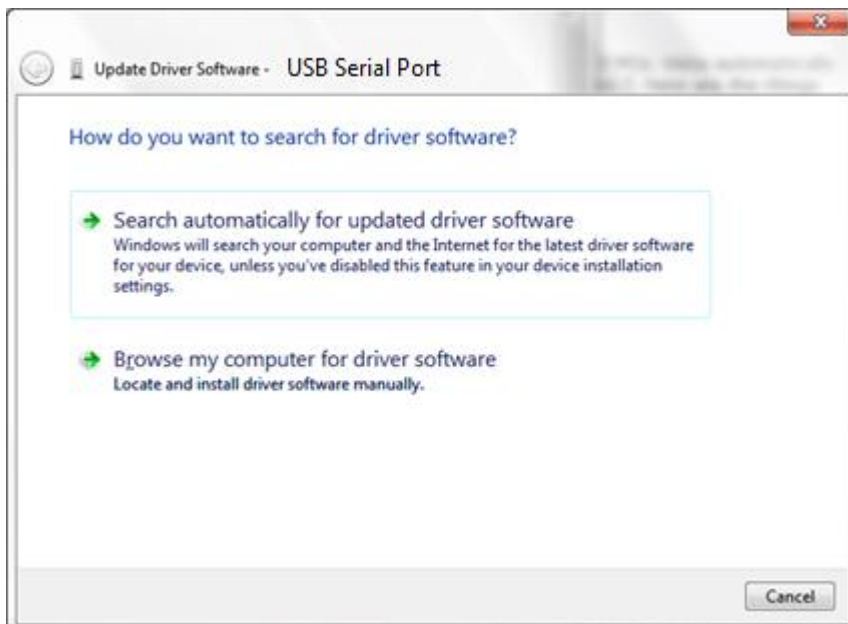 Update Driver Software - USB Serial Port
How do you want to search for driver software?
Search automatically for updated driver software
Windows will search your computer and the Internet for the latest driver software
for your device, unless you've disabled this feature in your device installation
settings.
Browse my computer for driver software
Locate and install driver software manually.
Cancel